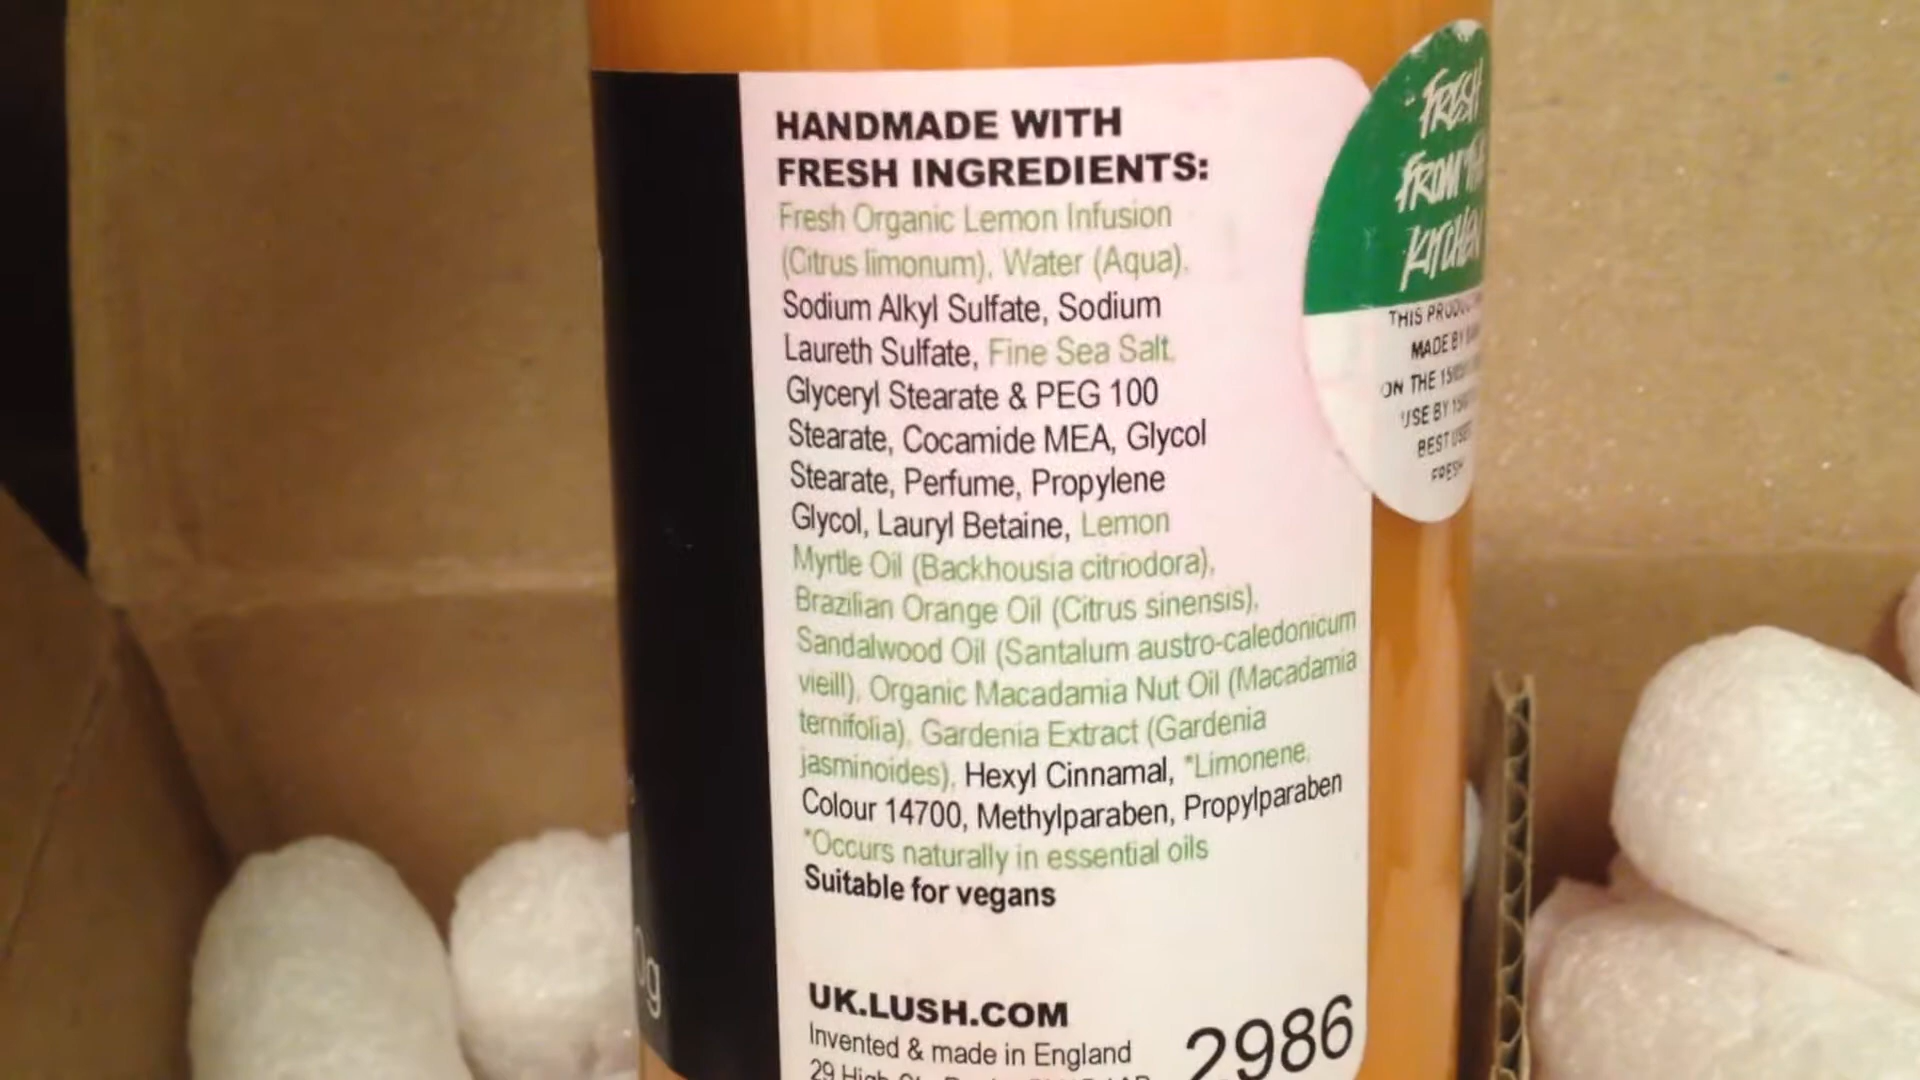 HANDMADE WITH
FRESH INGREDIENTS:
Fresh Organic Lemon Infusion
(Citrus limonum), Water (Aqua),
Sodium Alkyl Sulfate, Sodium
Laureth Sulfate, Fine Sea Salt,
Glyceryl Stearate & PEG 100
Stearate, Cocamide MEA, Glycol
Stearate, Perfume, Propylene
Glycol, Lauryl Betaine, Lemon
Myrtle Oil (Backhousia citriodora),
Brazilian Orange Oil (Citrus sinensis),
Sandalwood Oil (Santalum austro-caledonicum
vieill), Organic Macadamia Nut Oil (Macadamia
ternifolia), Gardenia Extract (Gardenia
jasminoides), Hexyl Cinnamal, *Limonene,
Colour 14700, Methylparaben, Propylparaben
*Occurs naturally in essential oils
Suitable for vegans
UK.LUSH.COM
Invented & made in England
29 High
2986
0g
FRESH
FROM THE
KITCHEN
THIS
MADE BY
ON THE
USE BY
BEST
FRESH